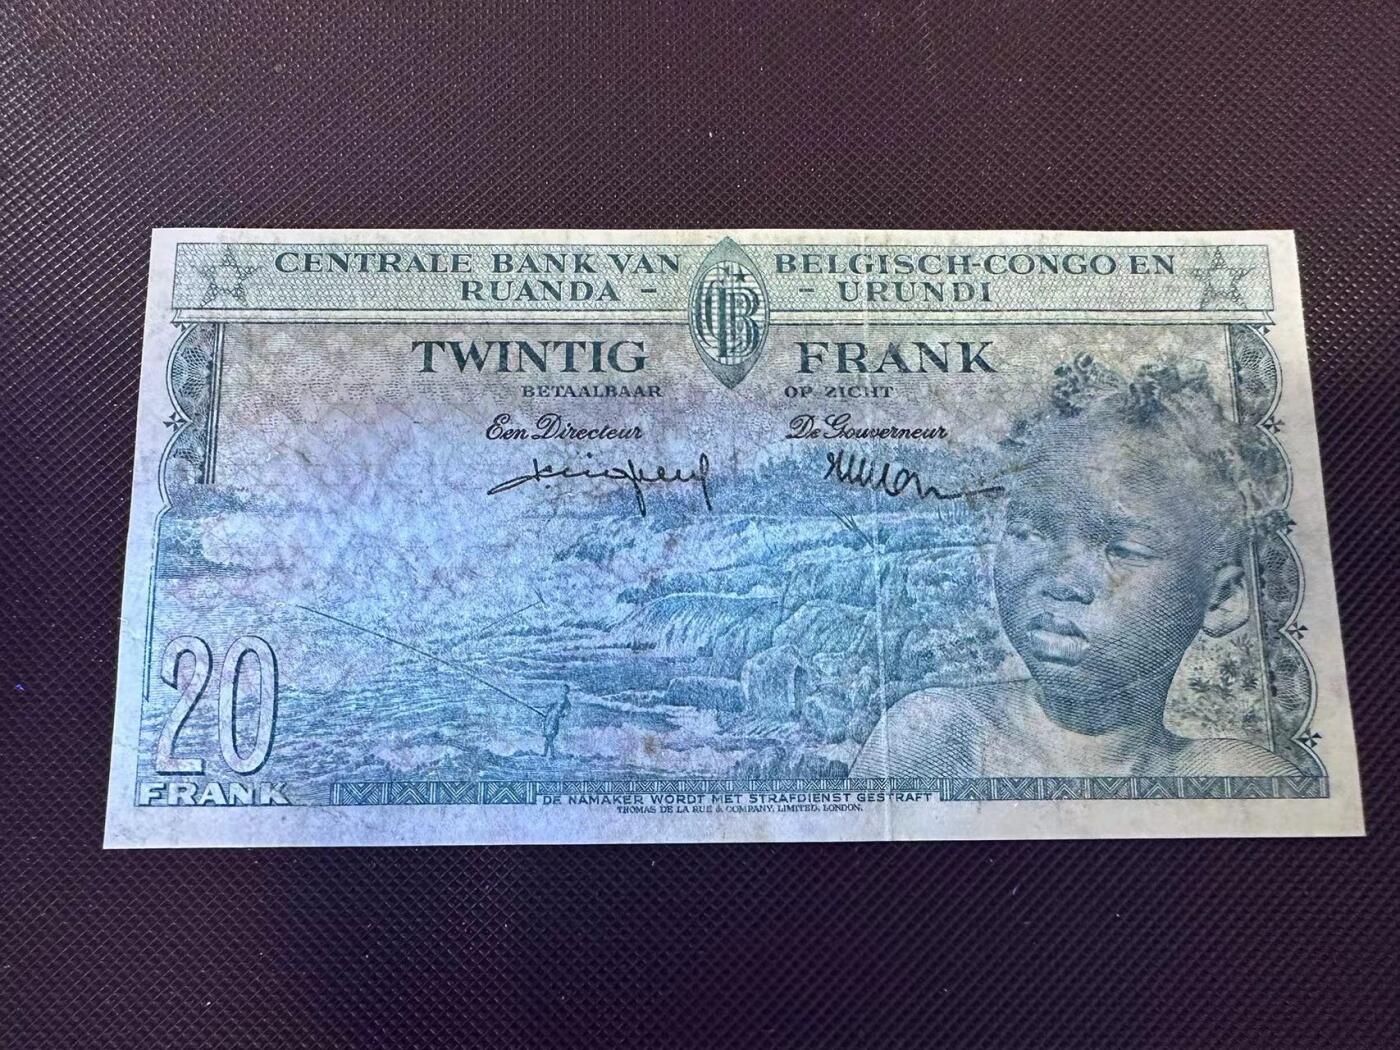 CENTRALE BANK VAN BELGISCH-CONGO EN
RUANDA - - URUNDI
TWINTIG FRANK
BETAALBAAR OP ZICHT
Een Directeur De Gouverneur
20
FRANK
DE NAMAKER WORDT MET STRAFDIENST GESTRAFT
THOMAS DE LA RUE & COMPANY, LIMITED, LONDON.